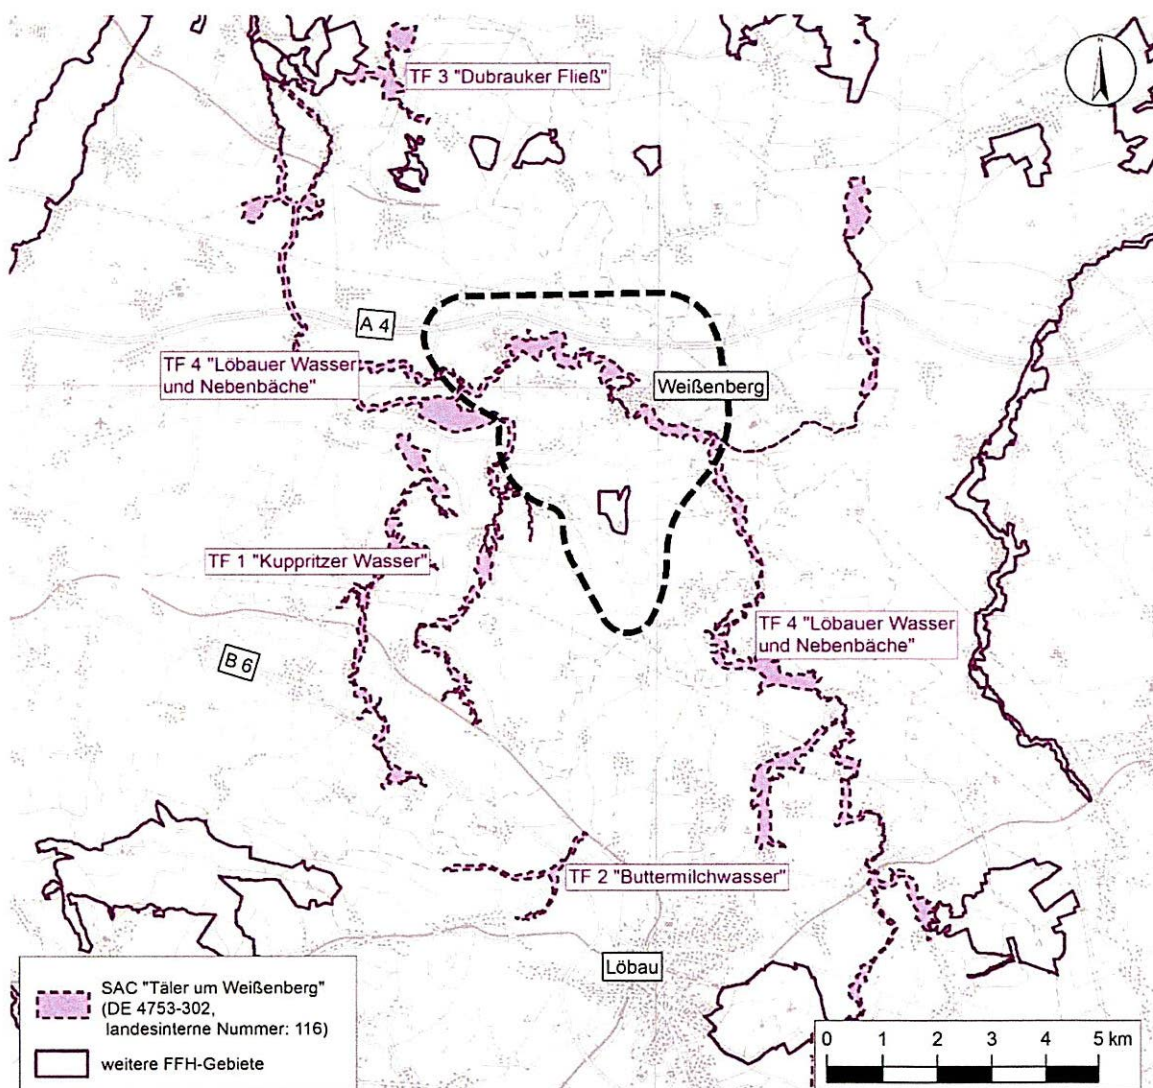 N
TF 3 "Dubrauker Fließ"
A 4
TF 4 "Löbauer Wasser
und Nebenbäche"
Weißenberg
TF 1 "Kuppritzer Wasser"
TF 4 "Löbauer Wasser
und Nebenbäche"
B 6
TF 2 "Buttermilchwasser"
Löbau
SAC "Täler um Weißenberg"
(DE 4753-302,
landesinterne Nummer: 116)
weitere FFH-Gebiete
0 1 2 3 4 5 km